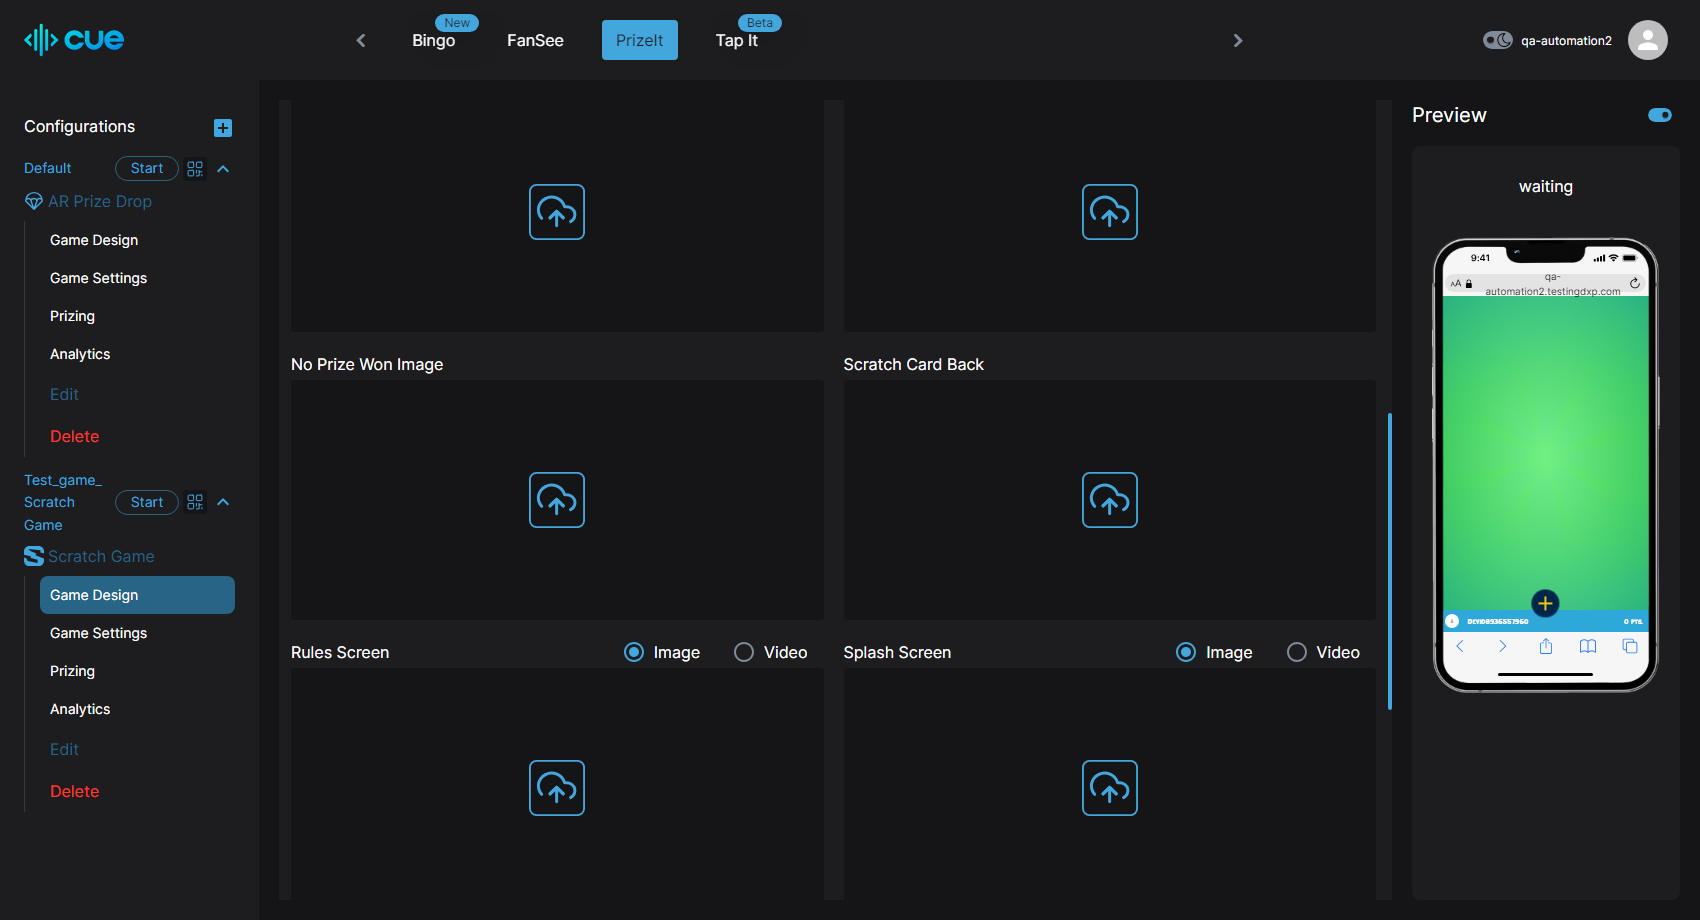 cue
New
Bingo
FanSee
PrizeIt
Beta
Tap It
qa-automation2
Configurations
Default
Start
AR Prize Drop
Game Design
Game Settings
Prizing
Analytics
Edit
Delete
Test_game_
Scratch
Game
Start
Scratch Game
Game Design
Game Settings
Prizing
Analytics
Edit
Delete
No Prize Won Image
Scratch Card Back
Rules Screen
Image
Video
Splash Screen
Image
Video
Preview
waiting
9:41
AA
qa-
automation2.testingdxp.com
0 Pts.